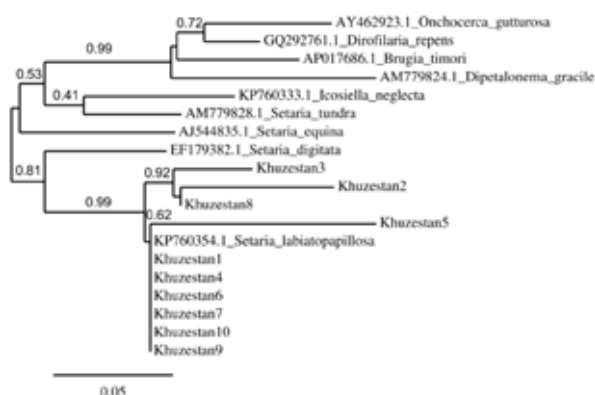 0.72
AY462923.1_Onchocerca_gutturosa
GQ292761.1_Dirofilaria_repens
0.99
AP017686.1_Brugia_timori
0.53
AM779824.1_Dipetalonema_gracile
0.41
KP760333.1_Icosiella_neglecta
AM779828.1_Setaria_tundra
AJ544835.1_Setaria_equina
EF179382.1_Setaria_digitata
0.81
0.92
Khuzestan3
Khuzestan2
0.99
Khuzestan8
0.62
Khuzestan5
KP760354.1_Setaria_labiatopapillosa
Khuzestan1
Khuzestan4
Khuzestan6
Khuzestan7
Khuzestan10
Khuzestan9
0.05